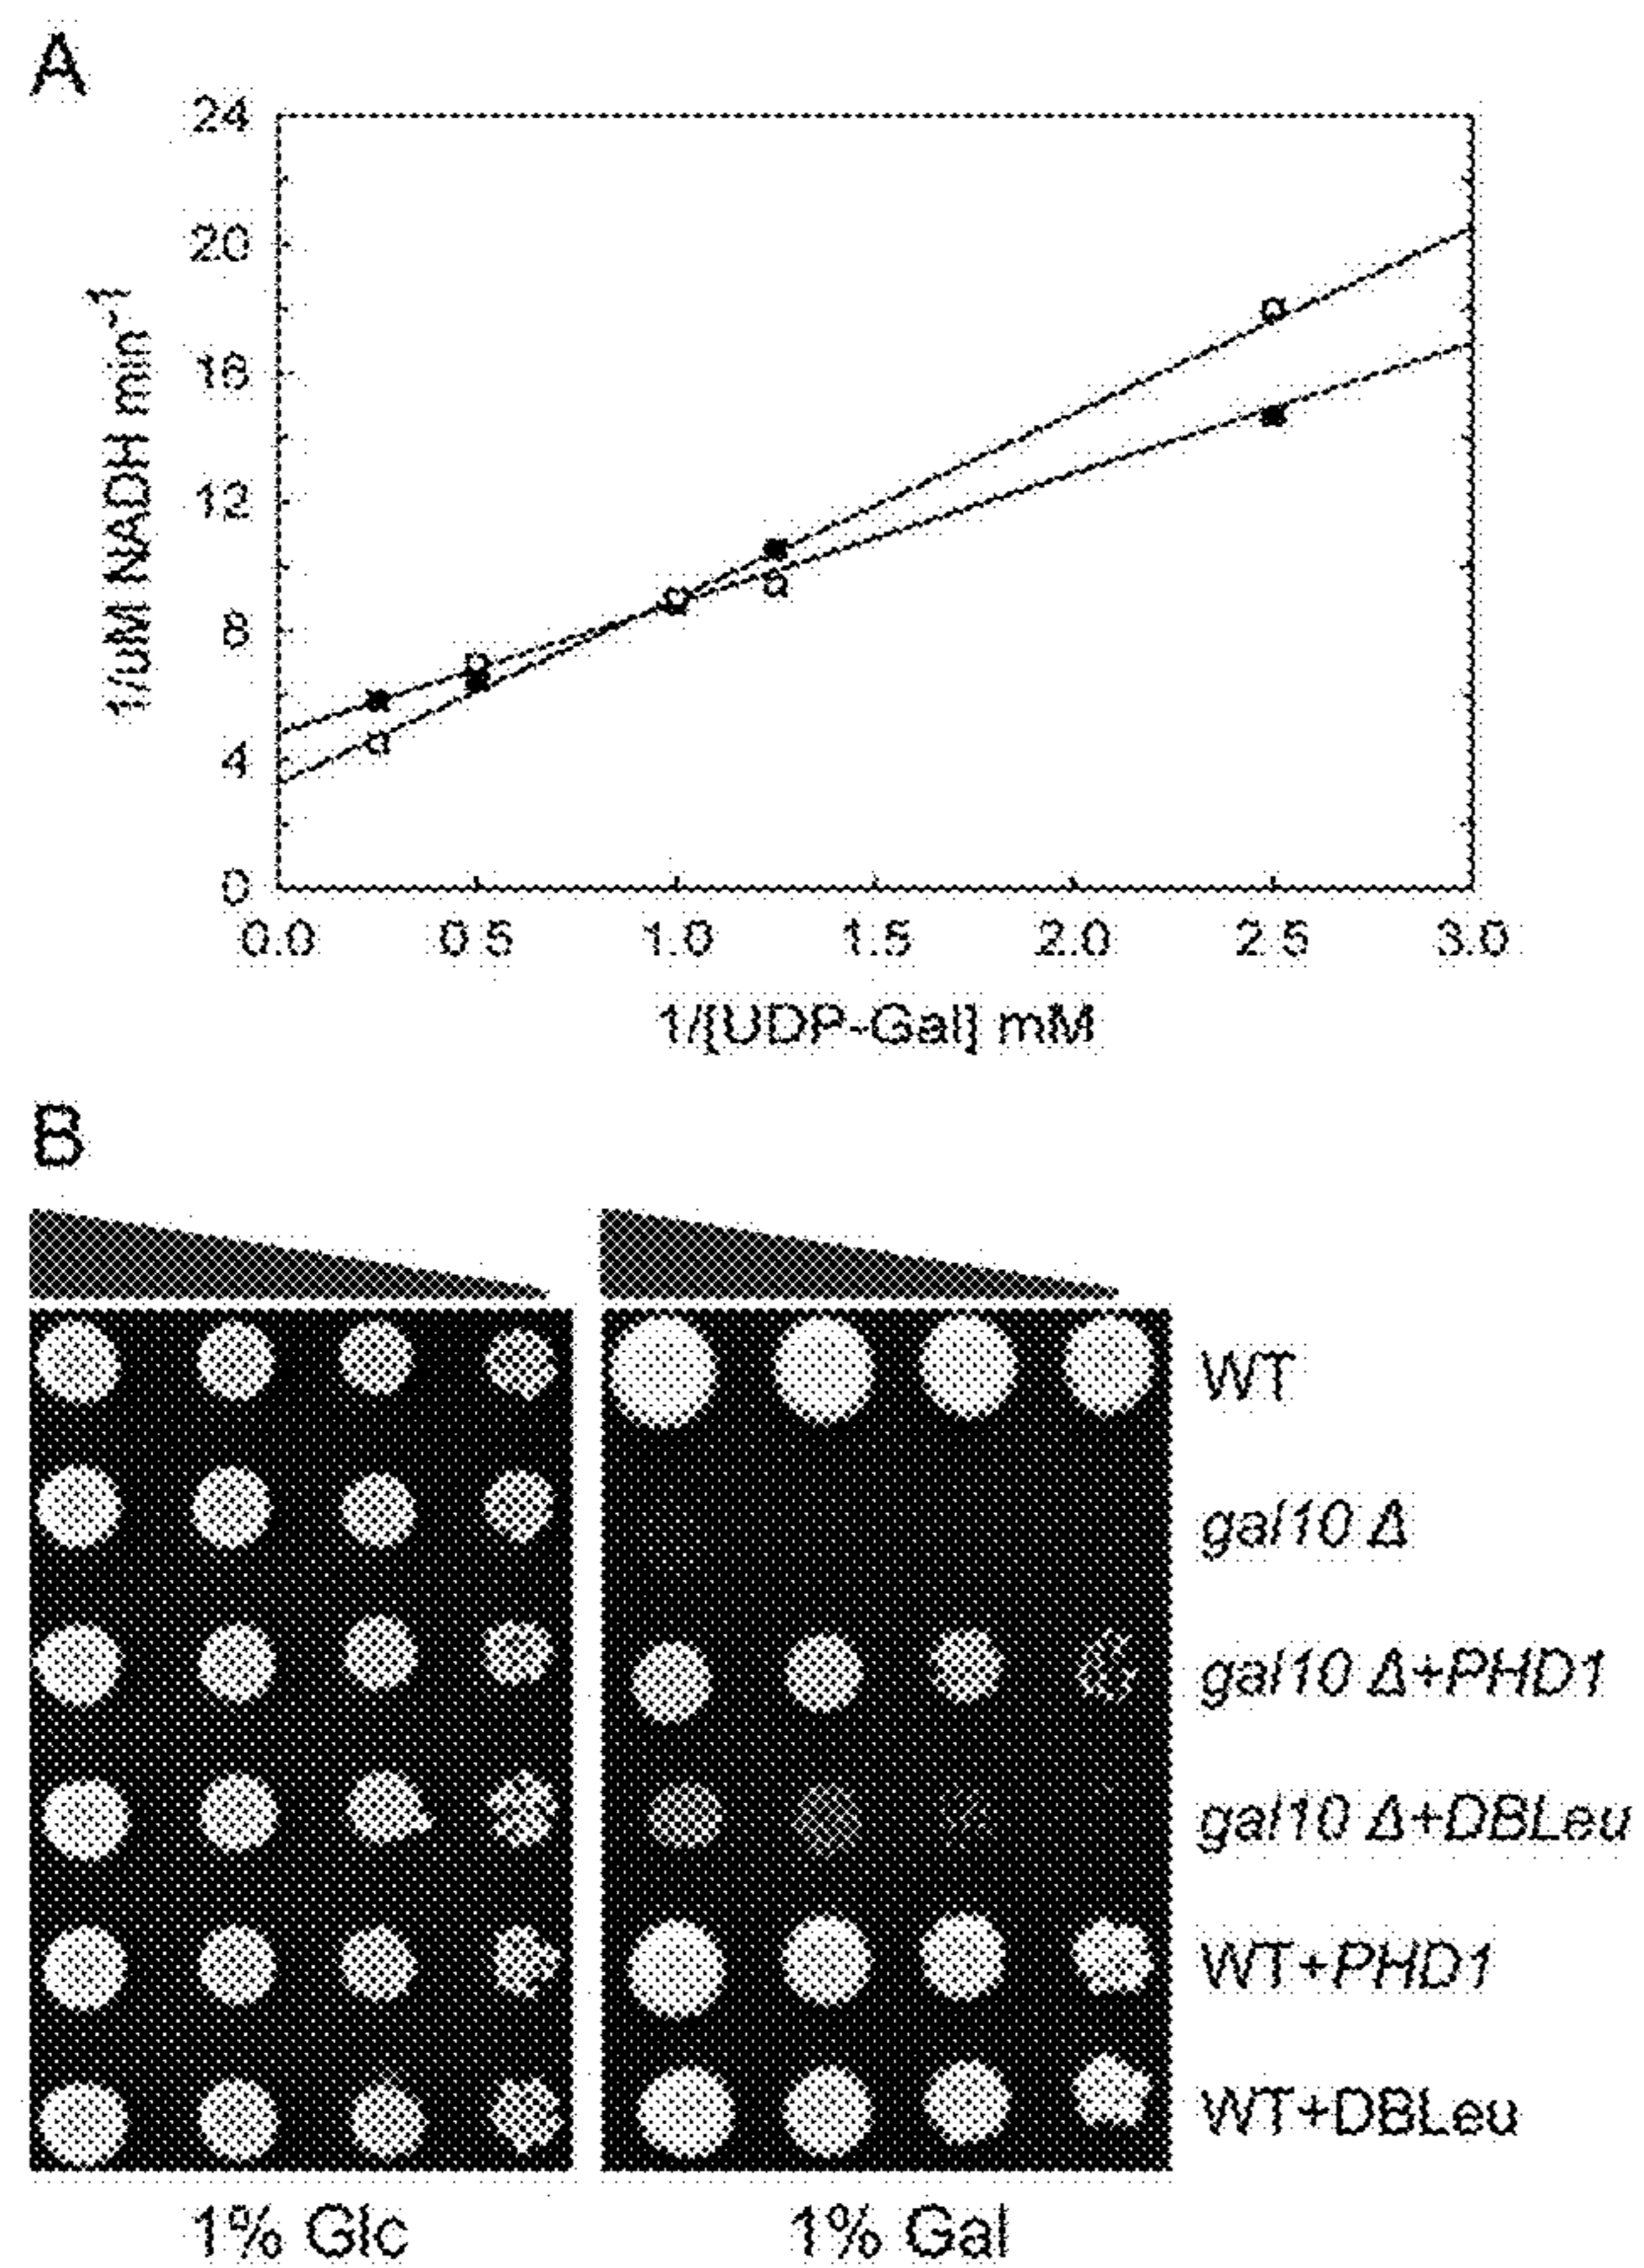 A
24
20
16
12
8
4
0
1/uM NADH min⁻¹
0.0 0.5 1.0 1.5 2.0 2.5 3.0
1/[UDP-Gal] mM
B
WT
gal10 Δ
gal10 Δ+PHD1
gal10 Δ+DBLeu
WT+PHD1
WT+DBLeu
1% Glc 1% Gal